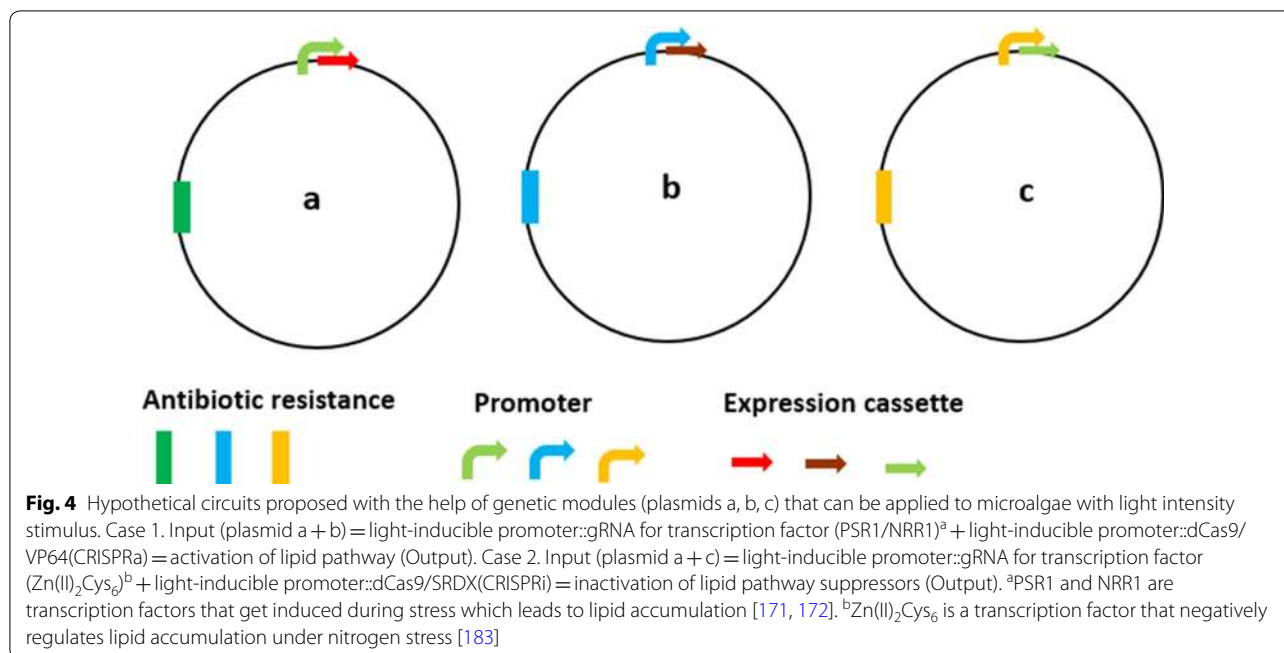 a
b
c
Antibiotic resistance
Promoter
Expression cassette
Fig. 4 Hypothetical circuits proposed with the help of genetic modules (plasmids a, b, c) that can be applied to microalgae with light intensity
stimulus. Case 1. Input (plasmid a + b) = light-inducible promoter::gRNA for transcription factor (PSR1/NRR1)ᵃ + light-inducible promoter::dCas9/
VP64(CRISPRa) = activation of lipid pathway (Output). Case 2. Input (plasmid a + c) = light-inducible promoter::gRNA for transcription factor
(Zn(II)₂Cys₆)ᵇ + light-inducible promoter::dCas9/SRDX(CRISPRi) = inactivation of lipid pathway suppressors (Output). ᵃPSR1 and NRR1 are
transcription factors that get induced during stress which leads to lipid accumulation [171, 172]. ᵇZn(II)₂Cys₆ is a transcription factor that negatively
regulates lipid accumulation under nitrogen stress [183]